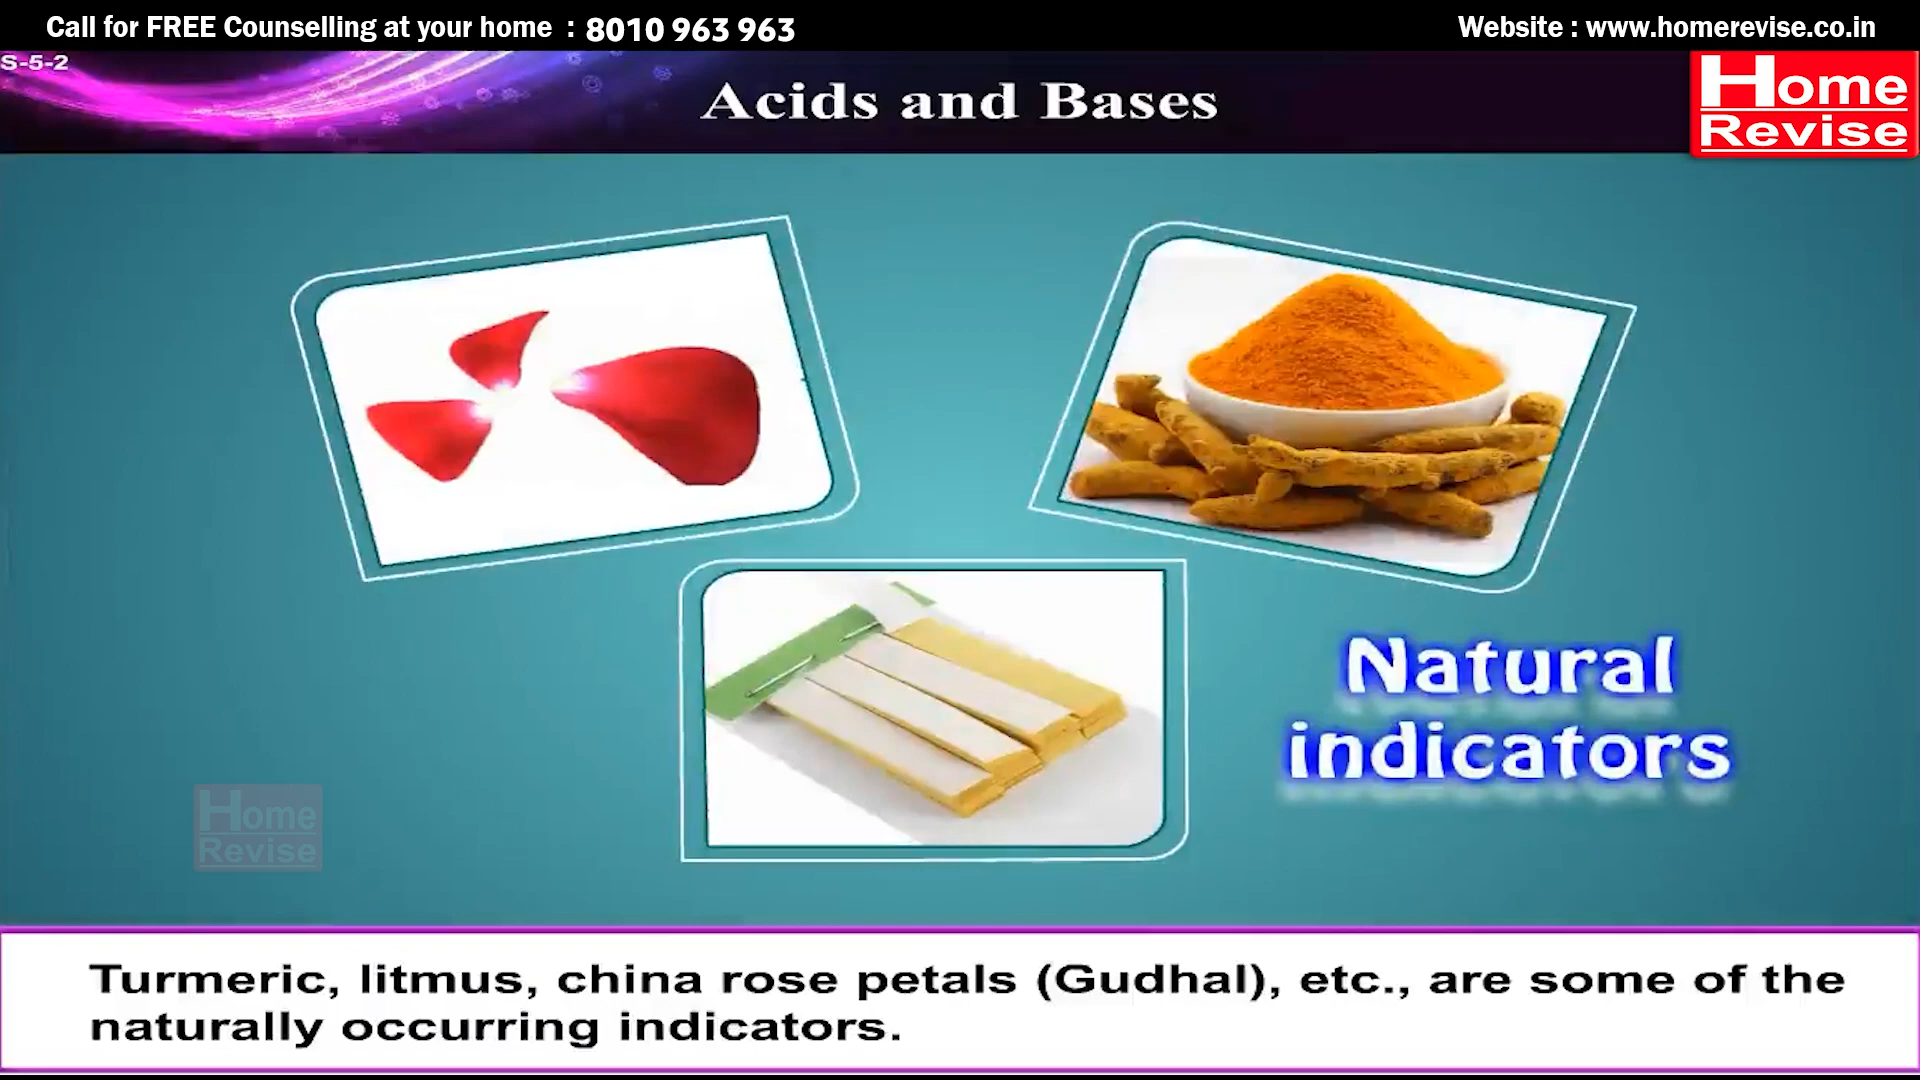 Call for FREE Counselling at your home : 8010 963 963
Website : www.homerevise.co.in
S-5-2
Acids and Bases
Home
Revise
Natural
indicators
Home
Revise
Turmeric, litmus, china rose petals (Gudhal), etc., are some of the
naturally occurring indicators.